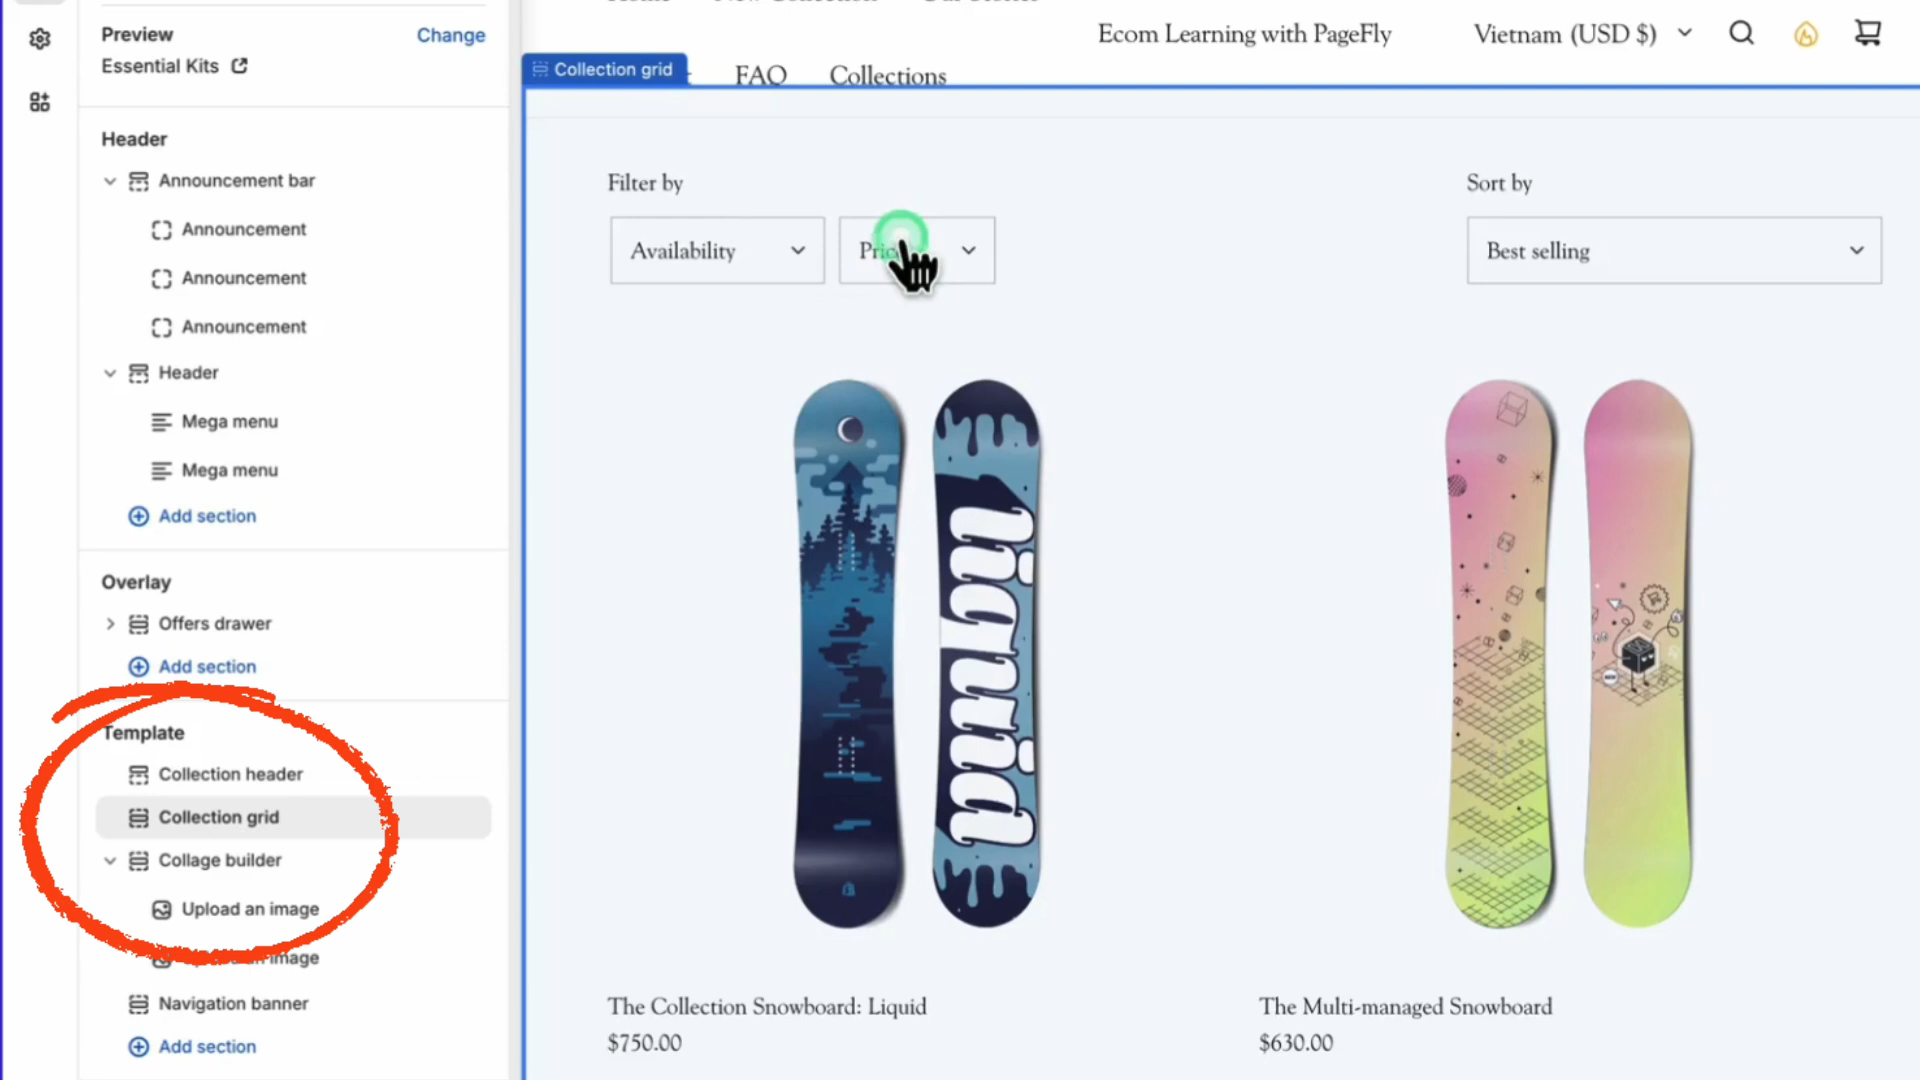 Preview
Change
Essential Kits
Header
Announcement bar
Announcement
Announcement
Announcement
Header
Mega menu
Mega menu
Add section
Overlay
Offers drawer
Add section
Template
Collection header
Collection grid
Collage builder
Upload an image
image
Navigation banner
Add section
Ecom Learning with PageFly
Vietnam (USD $)
Collection grid
FAQ
Collections
Filter by
Sort by
Availability
Best selling
liquid
The Collection Snowboard: Liquid
$750.00
The Multi-managed Snowboard
$630.00